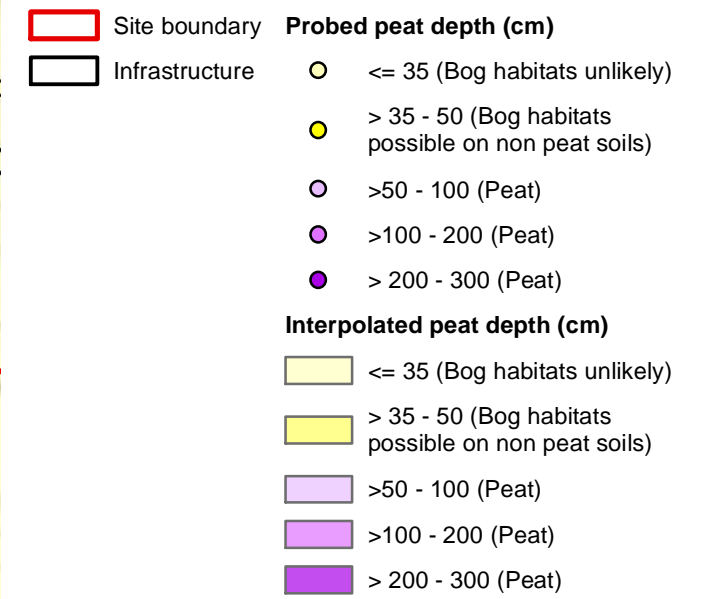 Site boundary
Infrastructure
Probed peat depth (cm)
<= 35 (Bog habitats unlikely)
> 35 - 50 (Bog habitats
possible on non peat soils)
>50 - 100 (Peat)
>100 - 200 (Peat)
> 200 - 300 (Peat)
Interpolated peat depth (cm)
<= 35 (Bog habitats unlikely)
> 35 - 50 (Bog habitats
possible on non peat soils)
>50 - 100 (Peat)
>100 - 200 (Peat)
> 200 - 300 (Peat)